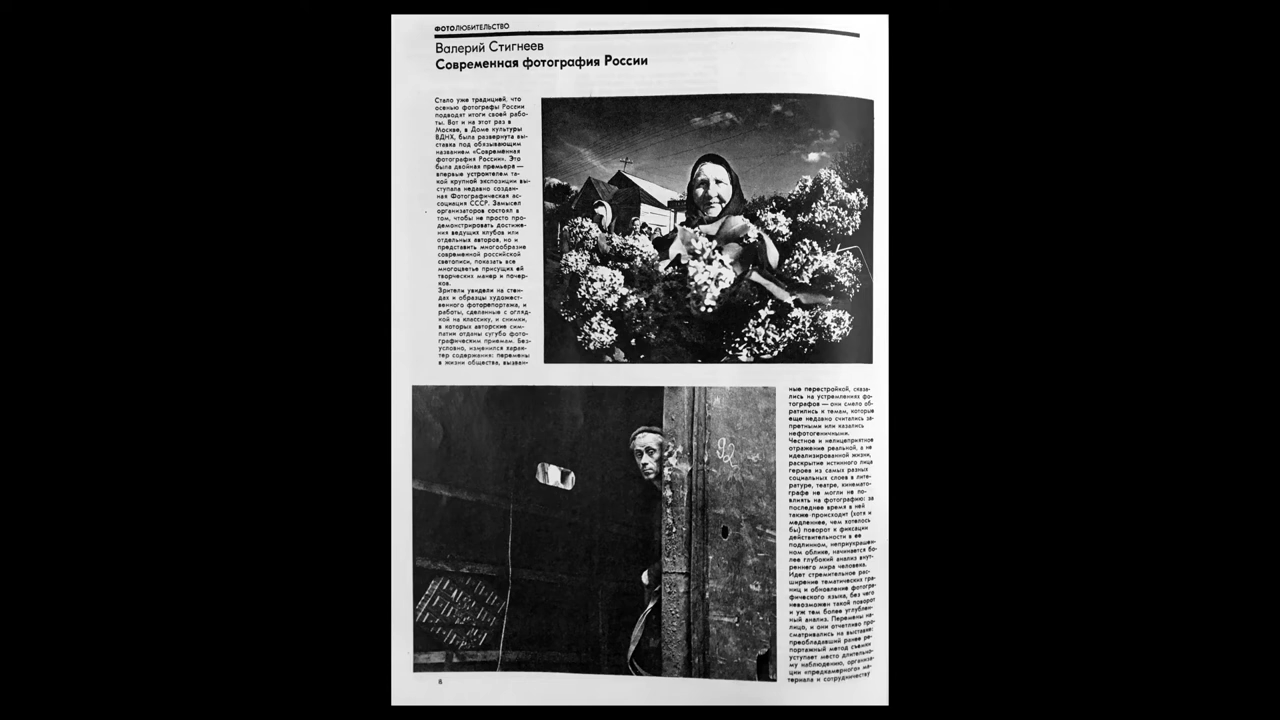 ФОТОЛЮБИТЕЛЬСТВО
Валерий Стигнеев
Современная фотография России
Стало уже традицией, что
осенью фотографы России
подводят итоги своей рабо-
ты. Вот и на этот раз в
Москве, в Доме культуры
ВДНХ, была развернута вы-
ставка под обязывающим
названием «Современная
фотография России». Это
была двойная премьера —
впервые устроителем та-
кой крупной экспозиции вы-
ступала недавно создан-
ная Фотографическая ас-
социация СССР. Замысел
организаторов состоял в
том, чтобы не просто про-
демонстрировать достиже-
ния ведущих клубов или
отдельных авторов, но и
представить многообразие
современной российской
светописи, показать все
многоцветье присущих ей
творческих манер и почер-
ков.
Зрители увидели на стен-
дах и образцы художест-
венного фоторепортажа, и
работы, сделанные с огляд-
кой на классику, и снимки,
в которых авторские сим-
патии отданы сугубо фото-
графическим приемам. Без-
условно, изменился харак-
тер содержания: перемены
в жизни общества, вызван-
ные перестройкой, сказа-
лись на устремлениях фо-
тографов — они смело об-
ратились к темам, которые
еще недавно считались за-
претными или казались
нефотогеничными.
Честное и нелицеприятное
отражение реальной, а не
идеализированной жизни,
раскрытие истинного лица
героев из самых разных
социальных слоев в лите-
ратуре, театре, кинемато-
графе не могли не по-
влиять на фотографию: за
последнее время в ней
также происходит (хотя и
медленнее, чем хотелось
бы) поворот к фиксации
действительности в ее
подлинном, неприукрашен-
ном облике, начинается бо-
лее глубокий анализ внут-
реннего мира человека.
Идет стремительное рас-
ширение тематических гра-
ниц и обновление фотогра-
фического языка, без чего
невозможен такой поворот
и уж тем более углублен-
ный анализ. Перемены на-
лицо, и они отчетливо про-
сматривались на выставке:
преобладавший ранее ре-
портажный метод съемки
уступает место длительно-
му наблюдению, организа-
ции «предкамерного» ма-
териала и сотрудничеству
92
8